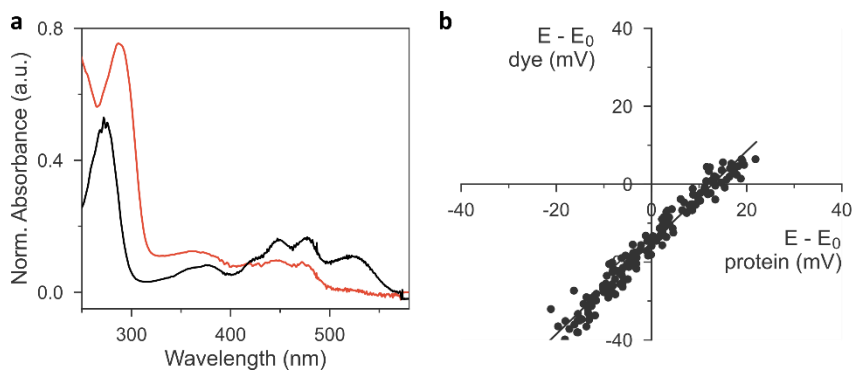 a
Norm. Absorbance (a.u.)
0.8
0.4
0.0
300
400
500
Wavelength (nm)
b
E - E₀
dye (mV)
40
20
0
-20
-40
-40
-20
0
20
40
E - E₀
protein (mV)